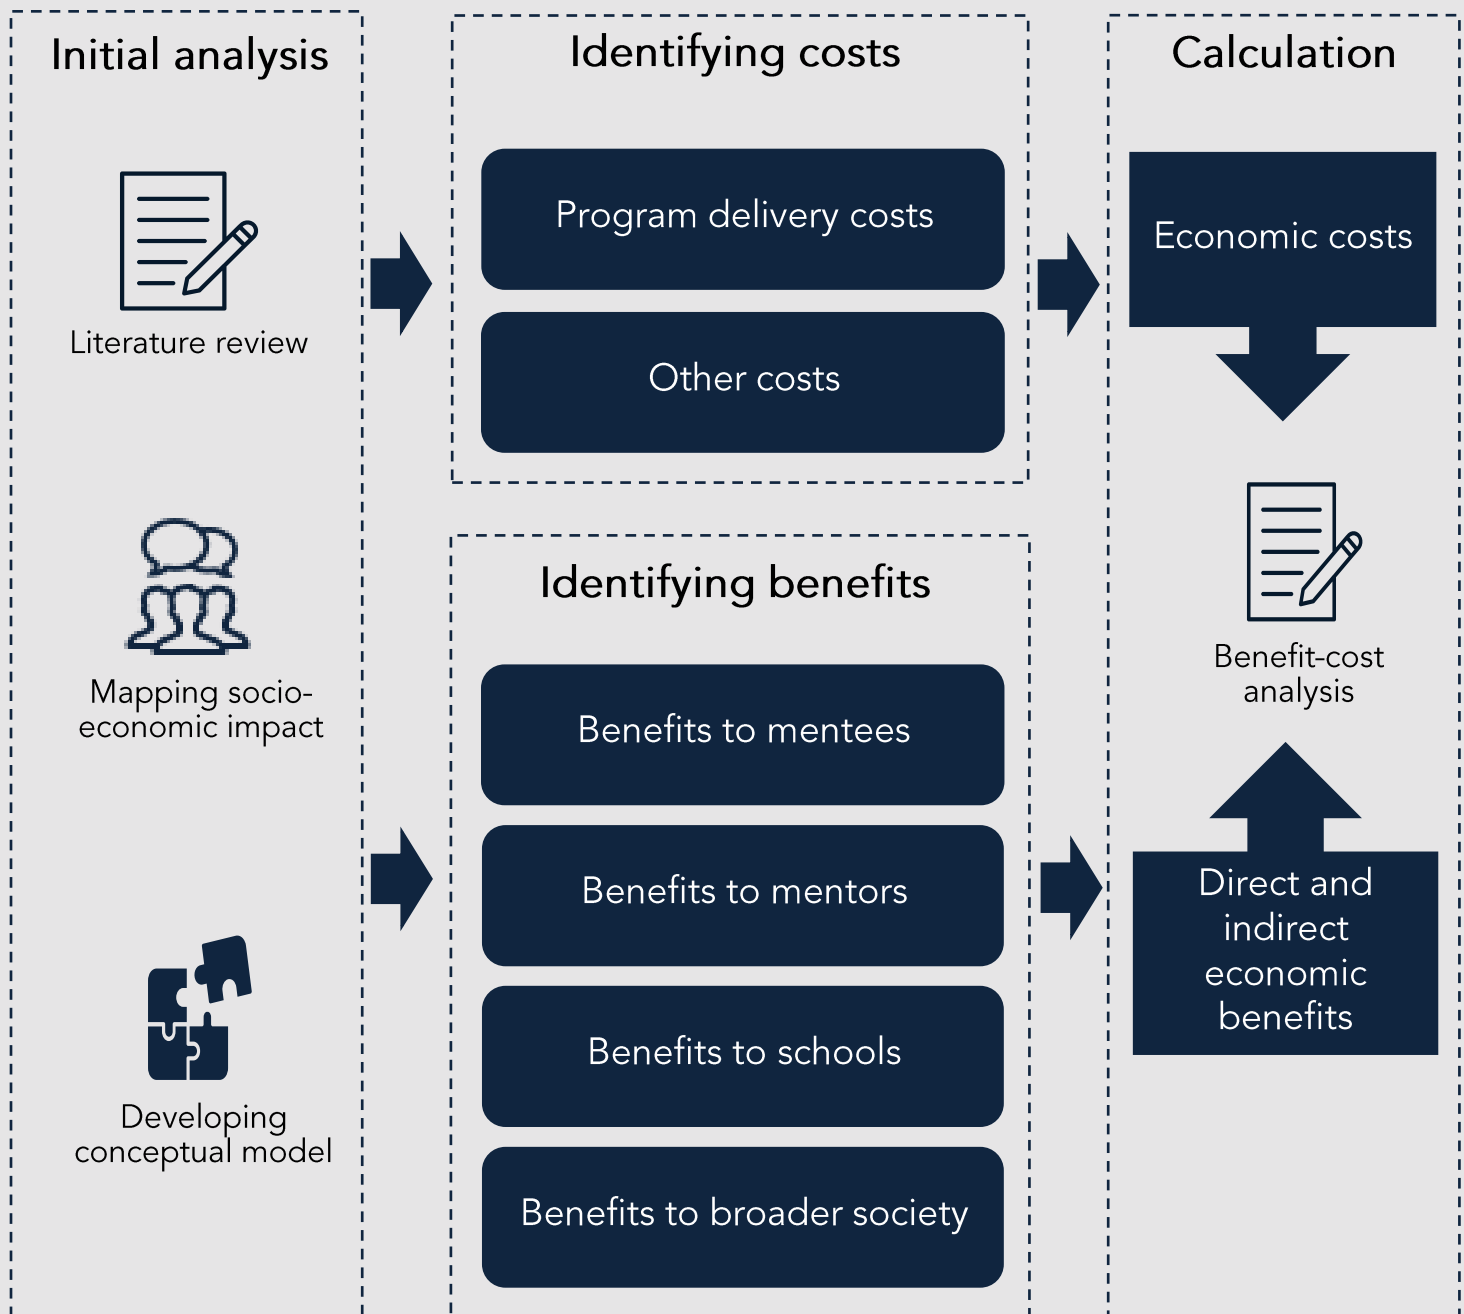 Initial analysis
Literature review
Mapping socio-
economic impact
Developing
conceptual model
Identifying costs
Program delivery costs
Other costs
Identifying benefits
Benefits to mentees
Benefits to mentors
Benefits to schools
Benefits to broader society
Calculation
Economic costs
Benefit-cost
analysis
Direct and
indirect
economic
benefits